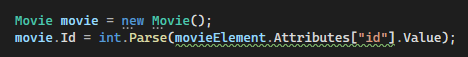 Movie movie = new Movie();
movie.Id = int.Parse(movieElement.Attributes["id"].Value);